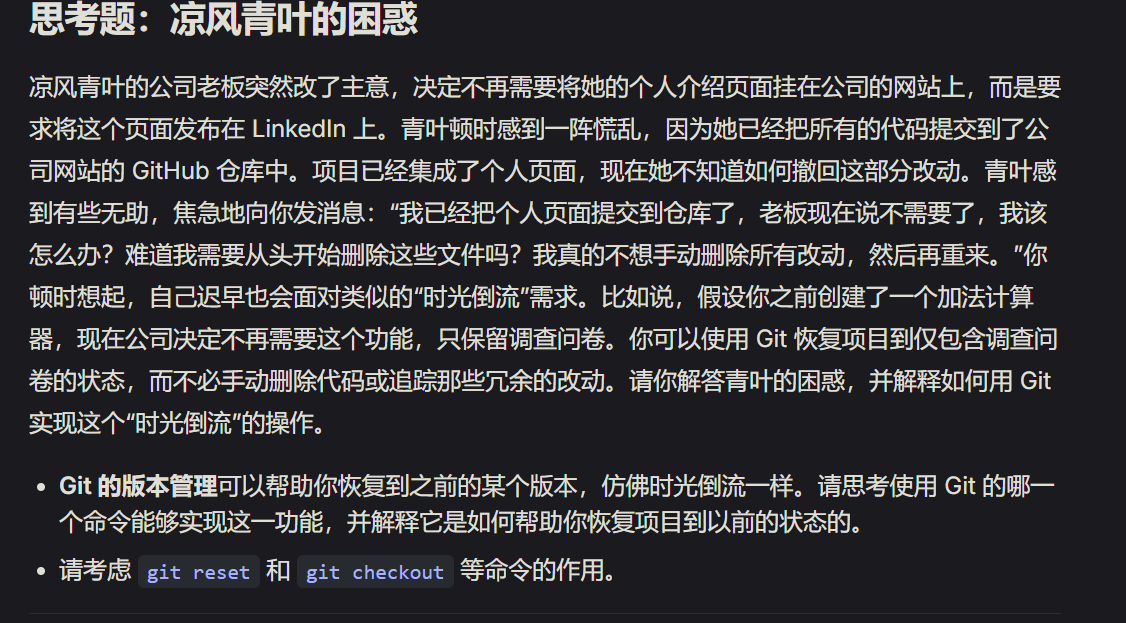 思考题：凉风青叶的困惑
凉风青叶的公司老板突然改了主意，决定不再需要将她的个人介绍页面挂在公司的网站上，而是要
求将这个页面发布在 LinkedIn 上。青叶顿时感到一阵慌乱，因为她已经把所有的代码提交到了公
司网站的 GitHub 仓库中。项目已经集成了个人页面，现在她不知道如何撤回这部分改动。青叶感
到有些无助，焦急地向你发消息：“我已经把个人页面提交到仓库了，老板现在说不需要了，我该
怎么办？难道我需要从头开始删除这些文件吗？我真的不想手动删除所有改动，然后再重来。”你
顿时想起，自己迟早也会面对类似的“时光倒流”需求。比如说，假设你之前创建了一个加法计算
器，现在公司决定不再需要这个功能，只保留调查问卷。你可以使用 Git 恢复项目到仅包含调查问
卷的状态，而不必手动删除代码或追踪那些冗余的改动。请你解答青叶的困惑，并解释如何用 Git
实现这个“时光倒流”的操作。
• Git 的版本管理可以帮助你恢复到之前的某个版本，仿佛时光倒流一样。请思考使用 Git 的哪一
个命令能够实现这一功能，并解释它是如何帮助你恢复项目到以前的状态的。
• 请考虑 git reset 和 git checkout 等命令的作用。